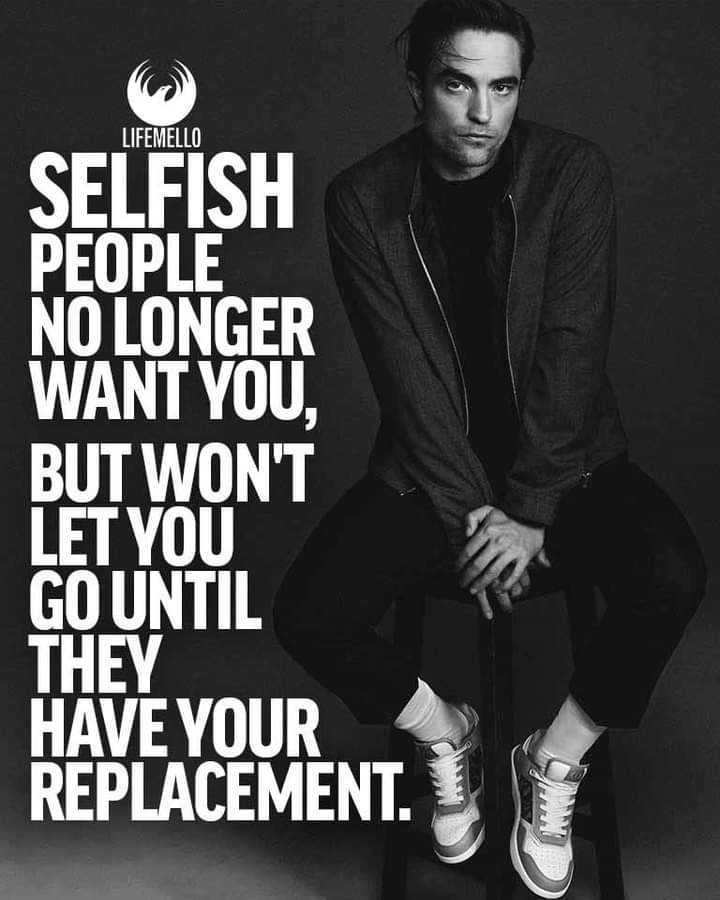 LIFEMELLO
SELFISH
PEOPLE
NO LONGER
WANT YOU,
BUT WON'T
LET YOU
GO UNTIL
THEY
HAVE YOUR
REPLACEMENT.